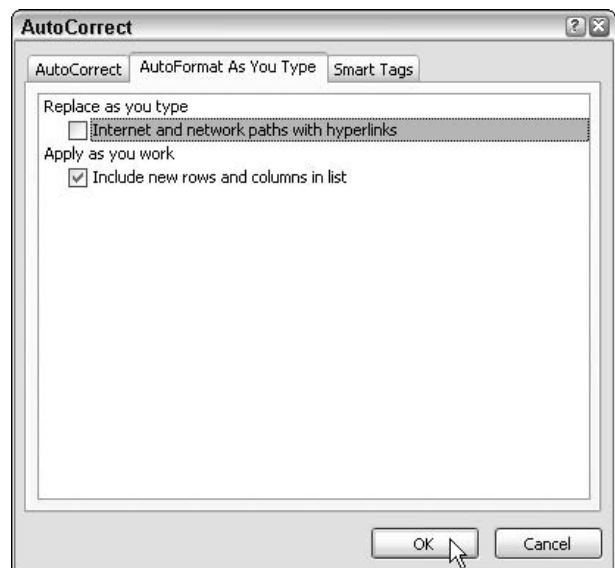 AutoCorrect
AutoCorrect AutoFormat As You Type Smart Tags
Replace as you type
Internet and network paths with hyperlinks
Apply as you work
Include new rows and columns in list
OK Cancel